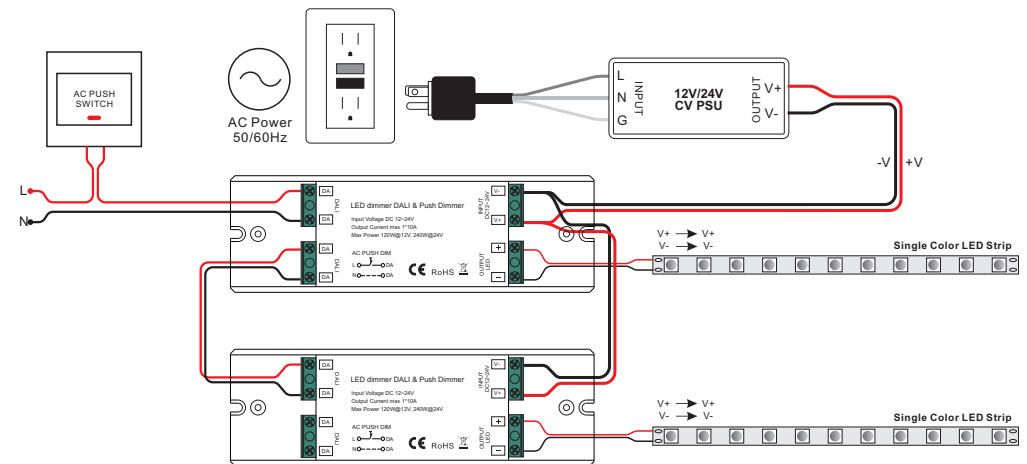 AC PUSH
SWITCH
AC Power
50/60Hz
L
N
G
INPUT
12V/24V
CV PSU
OUTPUT
V+
V-
-V
+V
L
N
DA
DALI
DA
LED dimmer DALI & Push Dimmer
Input Voltage DC 12~24V
Output Current max 1*10A
Max Power 120W@12V, 240W@24V
V-
INPUT
DC12~24V
V+
DA
DALI
DA
AC PUSH DIM
L DA
N DA
CE RoHS
+
OUTPUT
LED
−
V+ V+
V- V-
Single Color LED Strip
DA
DALI
DA
LED dimmer DALI & Push Dimmer
Input Voltage DC 12~24V
Output Current max 1*10A
Max Power 120W@12V, 240W@24V
V-
INPUT
DC12~24V
V+
DA
DALI
DA
AC PUSH DIM
L DA
N DA
CE RoHS
+
OUTPUT
LED
−
V+ V+
V- V-
Single Color LED Strip